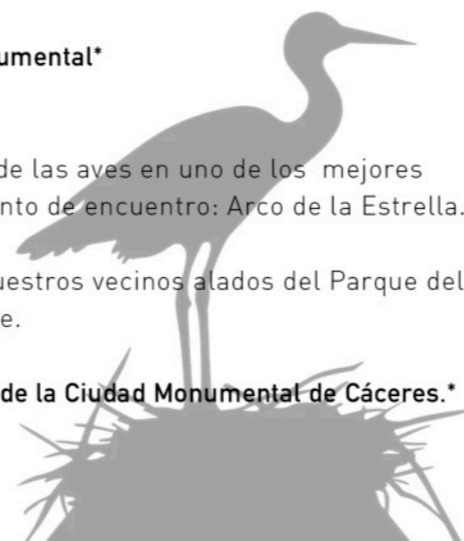 umental*
de las aves en uno de los mejores
nto de encuentro: Arco de la Estrella.
uestros vecinos alados del Parque del
e.
de la Ciudad Monumental de Cáceres.*